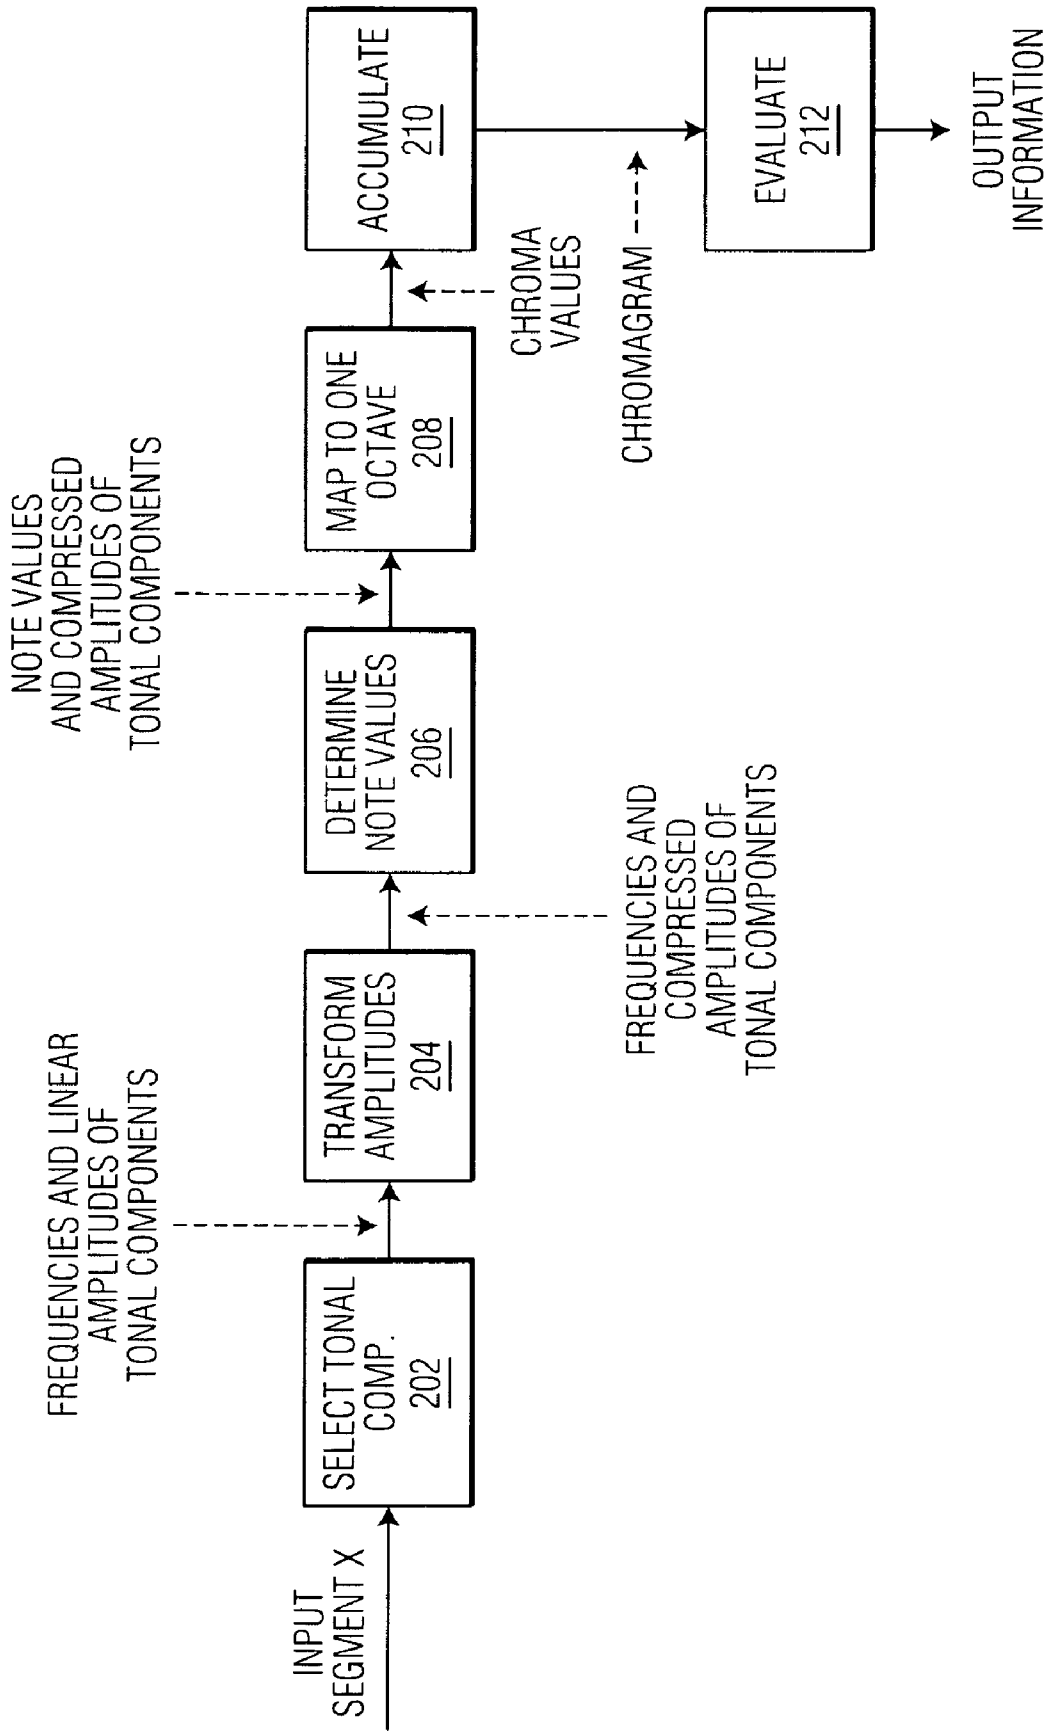 INPUT
SEGMENT X
SELECT TONAL
COMP.
202
FREQUENCIES AND LINEAR
AMPLITUDES OF
TONAL COMPONENTS
TRANSFORM
AMPLITUDES
204
FREQUENCIES AND
COMPRESSED
AMPLITUDES OF
TONAL COMPONENTS
DETERMINE
NOTE VALUES
206
NOTE VALUES
AND COMPRESSED
AMPLITUDES OF
TONAL COMPONENTS
MAP TO ONE
OCTAVE
208
CHROMA
VALUES
ACCUMULATE
210
CHROMAGRAM
EVALUATE
212
OUTPUT
INFORMATION